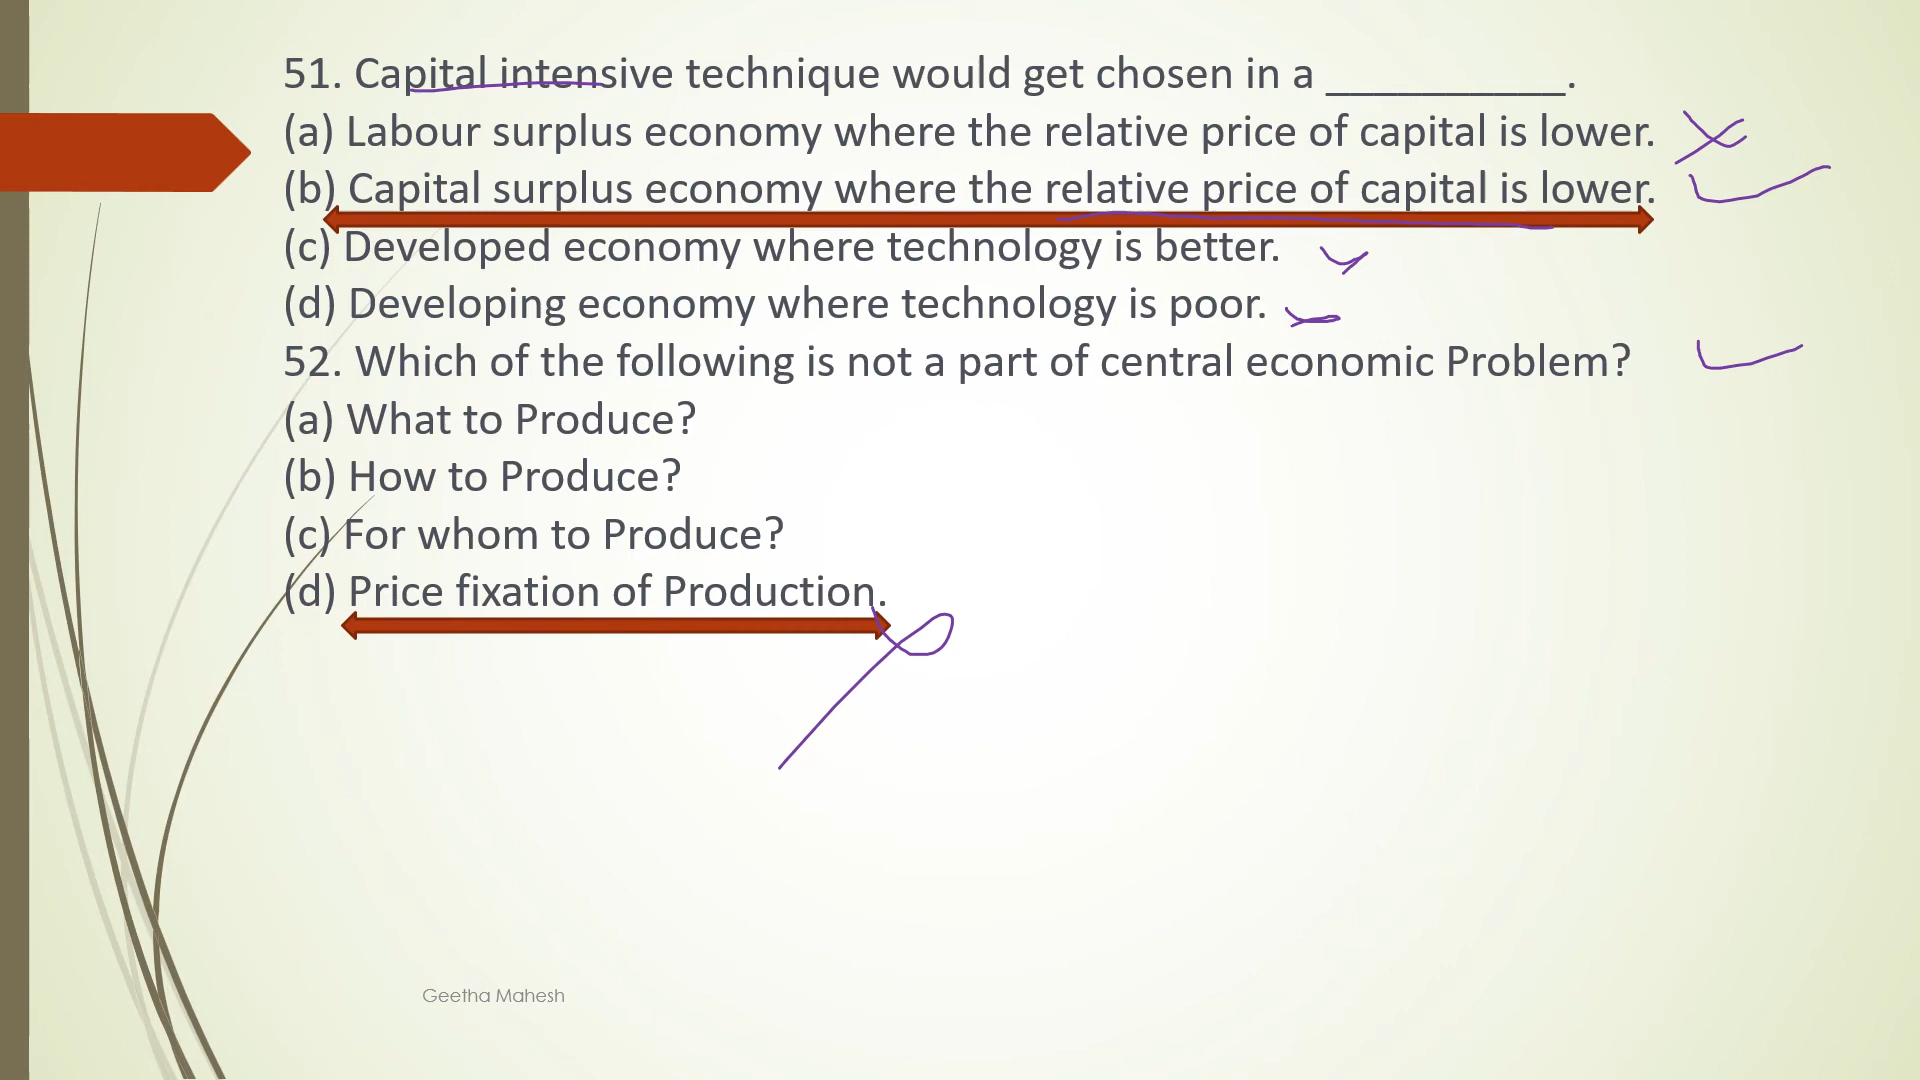 51. Capital intensive technique would get chosen in a __________.
(a) Labour surplus economy where the relative price of capital is lower.
(b) Capital surplus economy where the relative price of capital is lower.
(c) Developed economy where technology is better.
(d) Developing economy where technology is poor.
52. Which of the following is not a part of central economic Problem?
(a) What to Produce?
(b) How to Produce?
(c) For whom to Produce?
(d) Price fixation of Production.
Geetha Mahesh